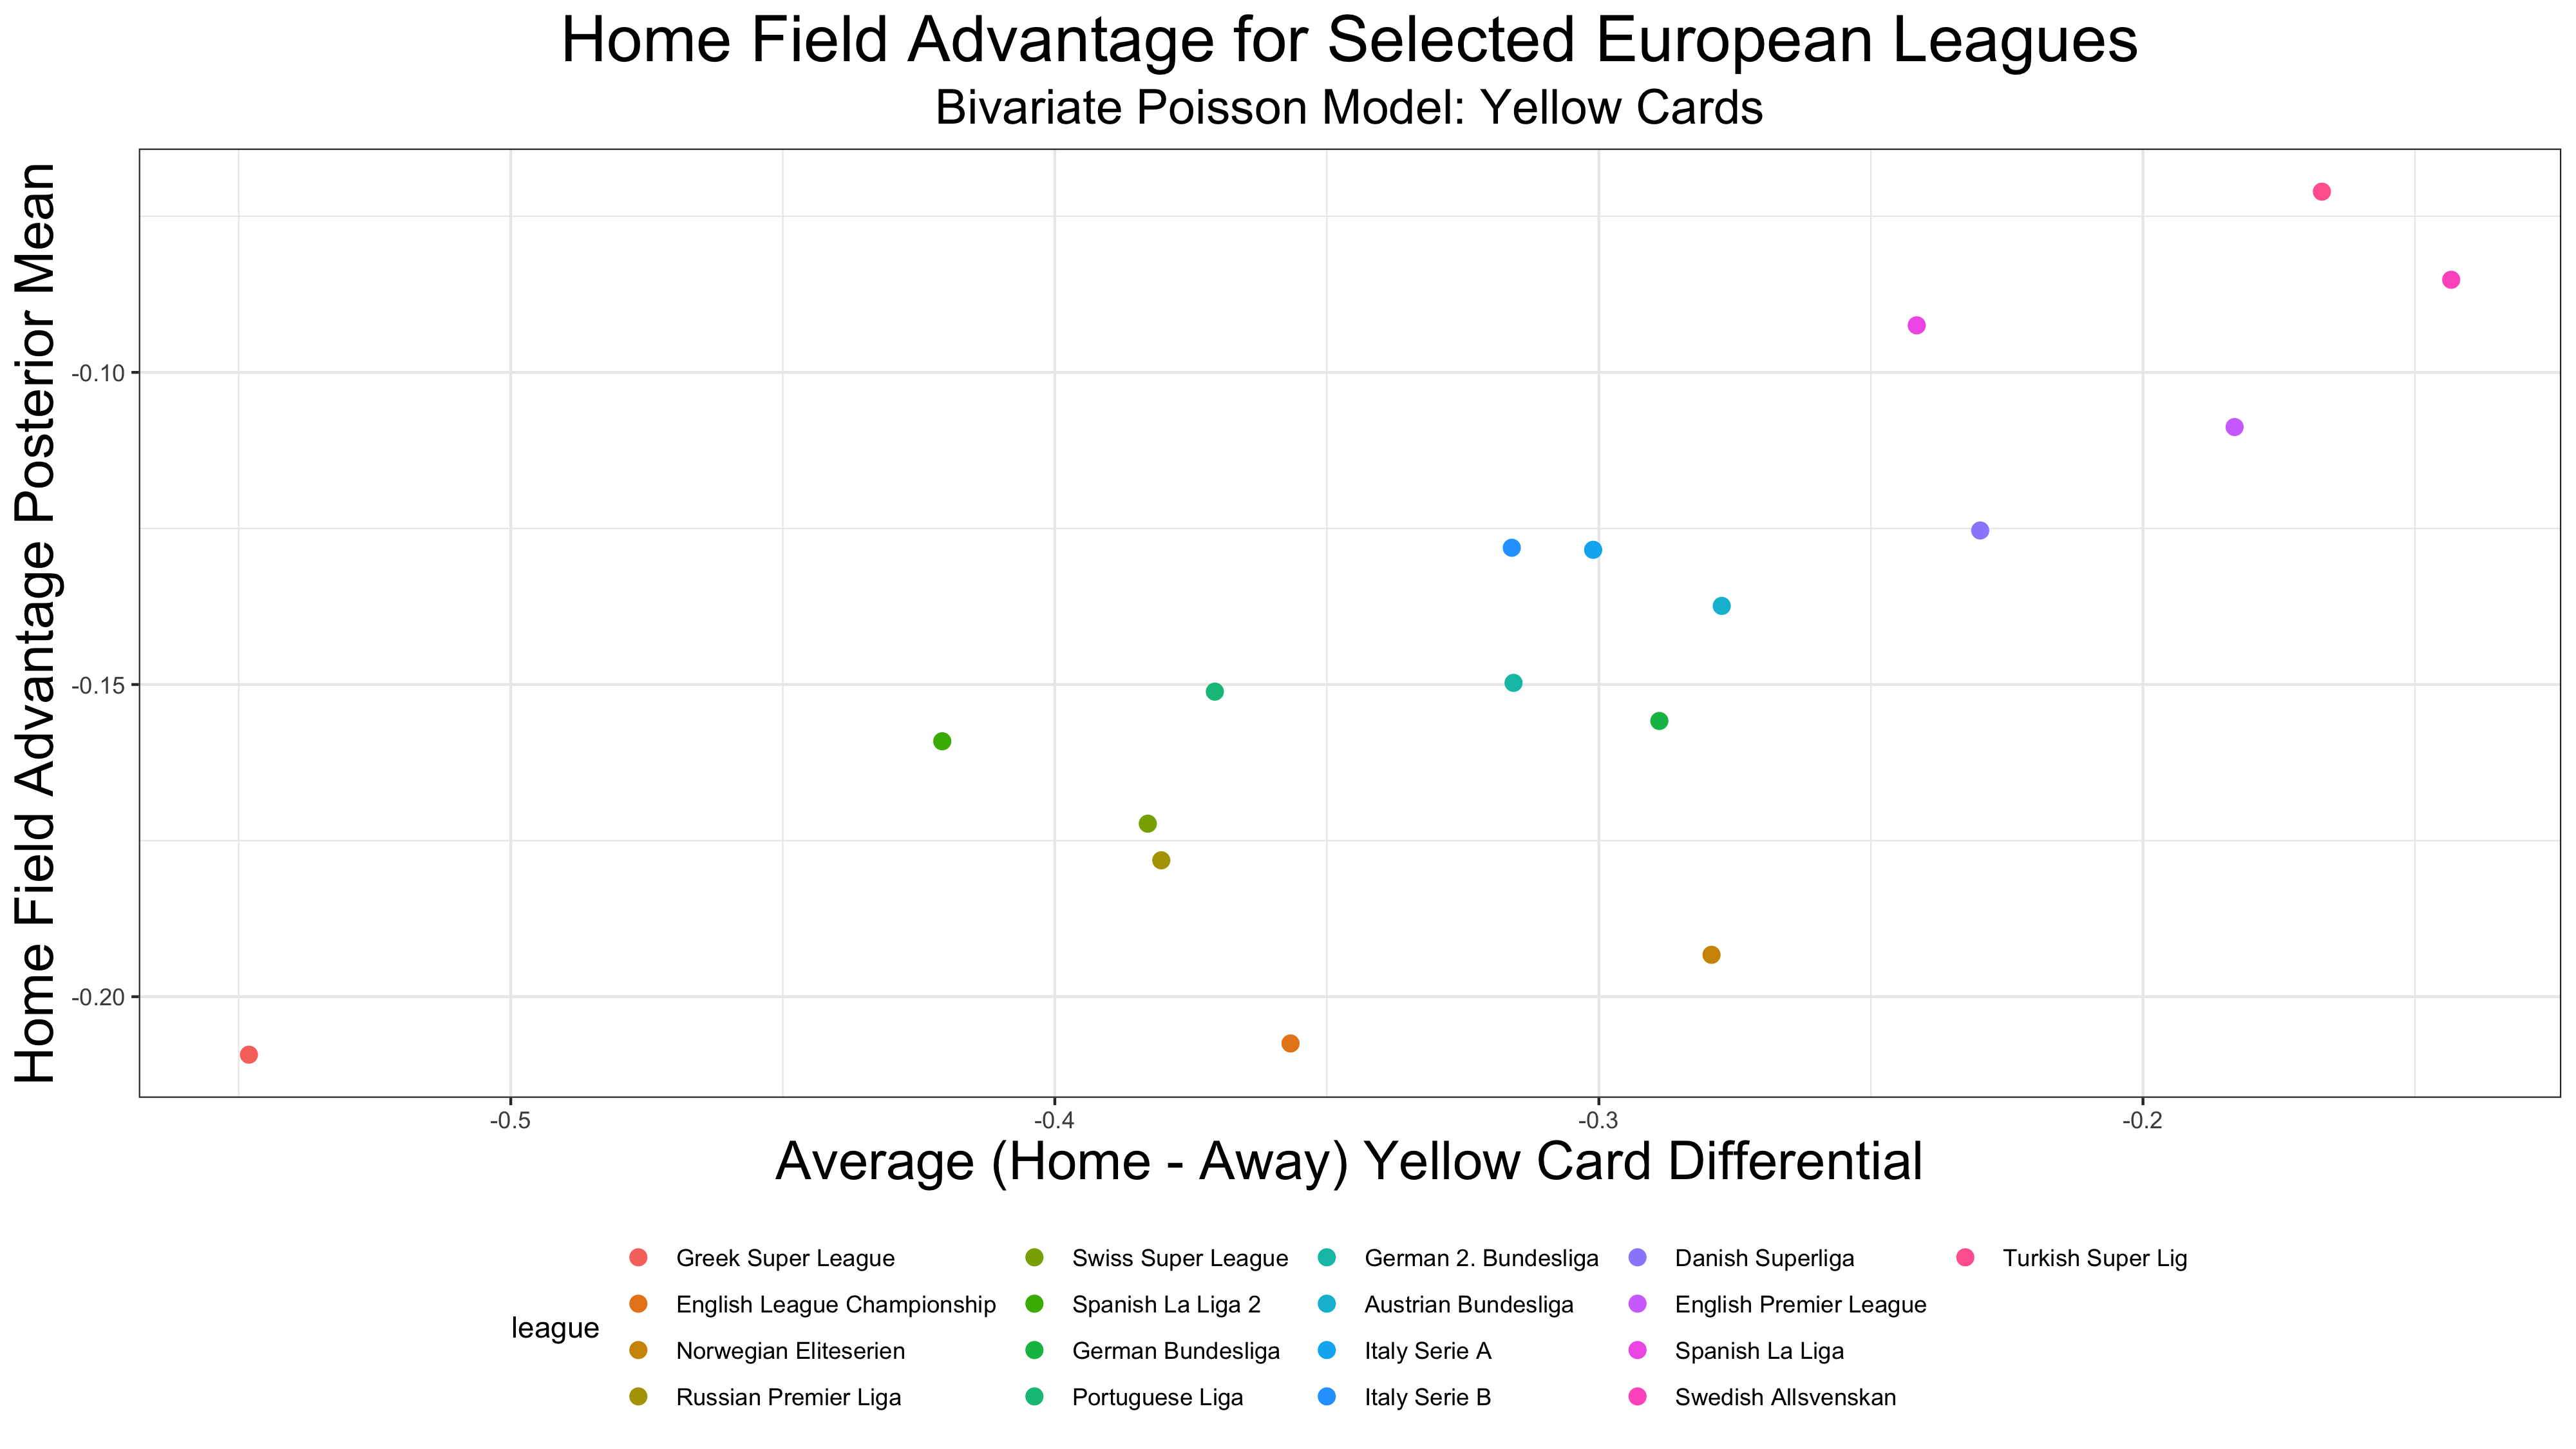 Home Field Advantage for Selected European Leagues
Bivariate Poisson Model: Yellow Cards
Home Field Advantage Posterior Mean
-0.10
-0.15
-0.20
-0.5
-0.4
-0.3
-0.2
Average (Home - Away) Yellow Card Differential
league
Greek Super League
English League Championship
Norwegian Eliteserien
Russian Premier Liga
Swiss Super League
Spanish La Liga 2
German Bundesliga
Portuguese Liga
German 2. Bundesliga
Austrian Bundesliga
Italy Serie A
Italy Serie B
Danish Superliga
English Premier League
Spanish La Liga
Swedish Allsvenskan
Turkish Super Lig